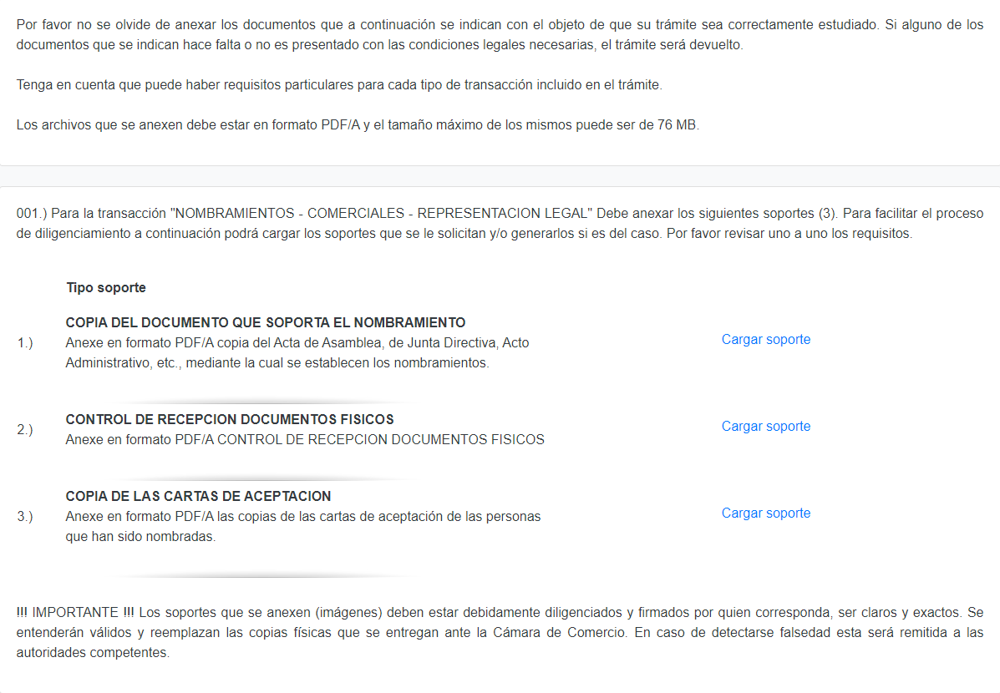 Por favor no se olvide de anexar los documentos que a continuación se indican con el objeto de que su trámite sea correctamente estudiado. Si alguno de los
documentos que se indican hace falta o no es presentado con las condiciones legales necesarias, el trámite será devuelto.
Tenga en cuenta que puede haber requisitos particulares para cada tipo de transacción incluido en el trámite.
Los archivos que se anexen debe estar en formato PDF/A y el tamaño máximo de los mismos puede ser de 76 MB.
001.) Para la transacción "NOMBRAMIENTOS - COMERCIALES - REPRESENTACION LEGAL" Debe anexar los siguientes soportes (3). Para facilitar el proceso
de diligenciamiento a continuación podrá cargar los soportes que se le solicitan y/o generarlos si es del caso. Por favor revisar uno a uno los requisitos.
Tipo soporte
COPIA DEL DOCUMENTO QUE SOPORTA EL NOMBRAMIENTO
1.) Anexe en formato PDF/A copia del Acta de Asamblea, de Junta Directiva, Acto
Administrativo, etc., mediante la cual se establecen los nombramientos.
Cargar soporte
CONTROL DE RECEPCION DOCUMENTOS FISICOS
2.) Anexe en formato PDF/A CONTROL DE RECEPCION DOCUMENTOS FISICOS
Cargar soporte
COPIA DE LAS CARTAS DE ACEPTACION
3.) Anexe en formato PDF/A las copias de las cartas de aceptación de las personas
que han sido nombradas.
Cargar soporte
!!! IMPORTANTE !!! Los soportes que se anexen (imágenes) deben estar debidamente diligenciados y firmados por quien corresponda, ser claros y exactos. Se
entenderán válidos y reemplazan las copias físicas que se entregan ante la Cámara de Comercio. En caso de detectarse falsedad esta será remitida a las
autoridades competentes.